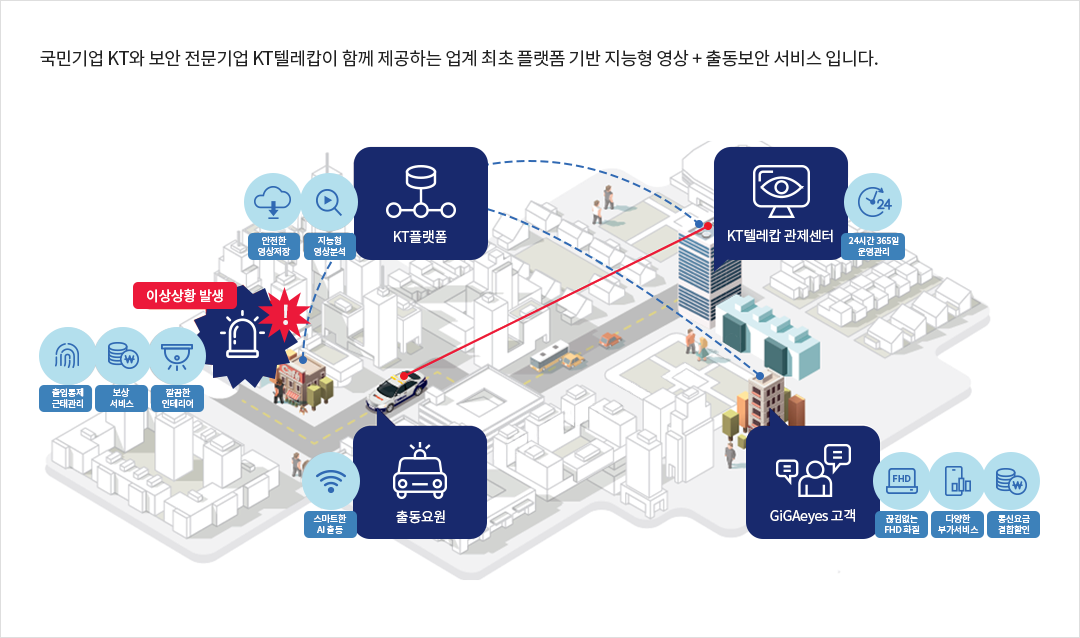 국민기업 KT와 보안 전문기업 KT텔레캅이 함께 제공하는 업계 최초 플랫폼 기반 지능형 영상 + 출동보안 서비스 입니다.
KT플랫폼
안전한
영상저장
지능형
영상분석
KT텔레캅 관제센터
24
24시간 365일
운영관리
이상상황 발생
!
출입통제
근태관리
₩
보상
서비스
깔끔한
인테리어
출동요원
스마트한
AI 출동
GiGAeyes 고객
FHD
끊김없는
FHD 화질
다양한
부가서비스
₩
통신요금
결합할인